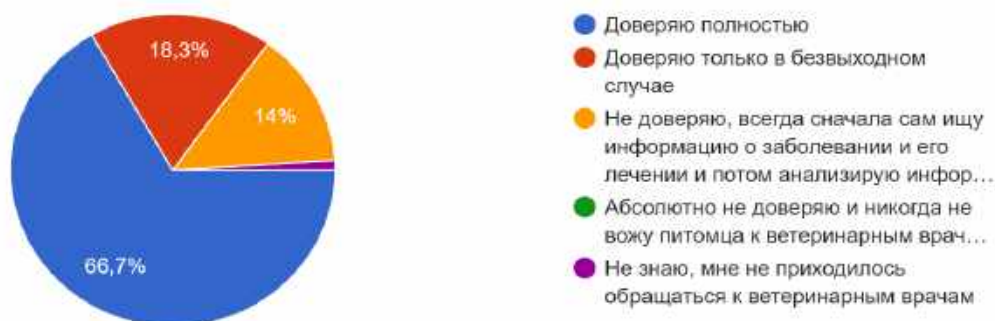 18,3%
14%
66,7%
Доверяю полностью
Доверяю только в безвыходном
случае
Не доверяю, всегда сначала сам ищу
информацию о заболевании и его
лечении и потом анализирую инфор…
Абсолютно не доверяю и никогда не
вожу питомца к ветеринарным врач…
Не знаю, мне не приходилось
обращаться к ветеринарным врачам